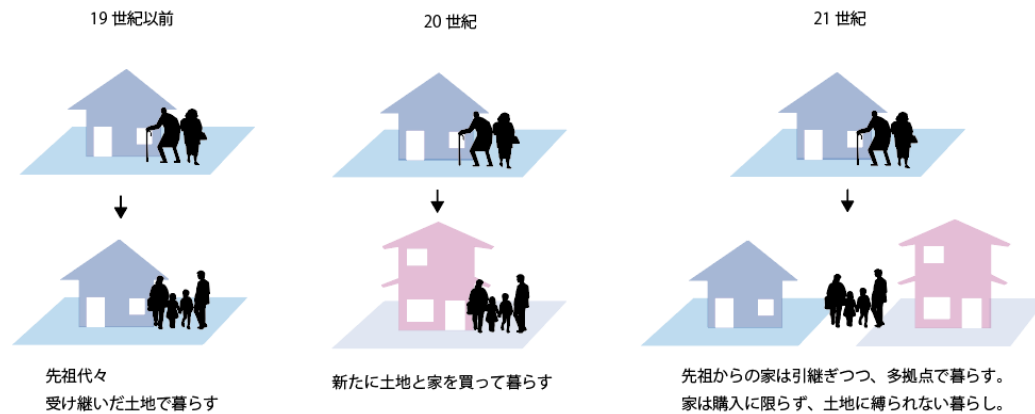 19 世紀以前
20 世紀
21 世紀
先祖代々
受け継いだ土地で暮らす
新たに土地と家を買って暮らす
先祖からの家は引継ぎつつ、多拠点で暮らす。
家は購入に限らず、土地に縛られない暮らし。